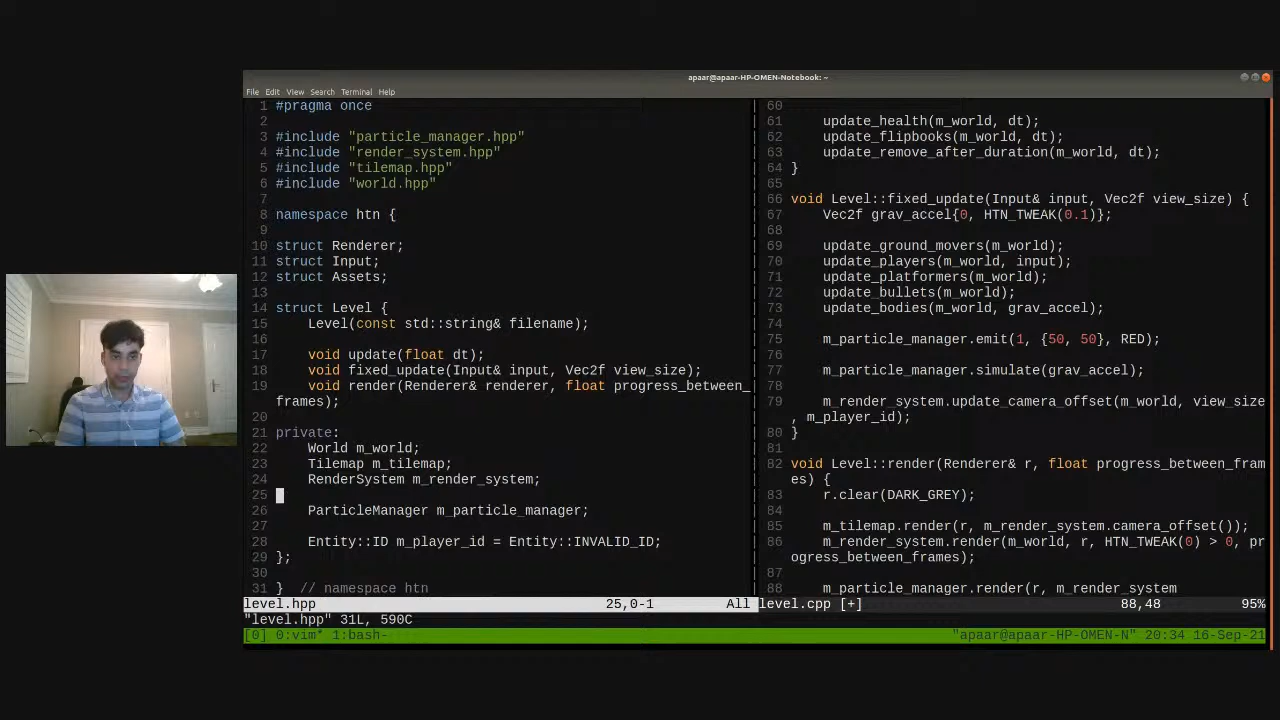 apaar@apaar-HP-OMEN-Notebook: ~
File Edit View Search Terminal Help
1 #pragma once
2
3 #include "particle_manager.hpp"
4 #include "render_system.hpp"
5 #include "tilemap.hpp"
6 #include "world.hpp"
7
8 namespace htn {
9
10 struct Renderer;
11 struct Input;
12 struct Assets;
13
14 struct Level {
15     Level(const std::string& filename);
16
17     void update(float dt);
18     void fixed_update(Input& input, Vec2f view_size);
19     void render(Renderer& renderer, float progress_between_
frames);
20
21 private:
22     World m_world;
23     Tilemap m_tilemap;
24     RenderSystem m_render_system;
25
26     ParticleManager m_particle_manager;
27
28     Entity::ID m_player_id = Entity::INVALID_ID;
29 };
30
31 }  // namespace htn
level.hpp 25,0-1 All
60
61     update_health(m_world, dt);
62     update_flipbooks(m_world, dt);
63     update_remove_after_duration(m_world, dt);
64 }
65
66 void Level::fixed_update(Input& input, Vec2f view_size) {
67     Vec2f grav_accel{0, HTN_TWEAK(0.1)};
68
69     update_ground_movers(m_world);
70     update_players(m_world, input);
71     update_platformers(m_world);
72     update_bullets(m_world);
73     update_bodies(m_world, grav_accel);
74
75     m_particle_manager.emit(1, {50, 50}, RED);
76
77     m_particle_manager.simulate(grav_accel);
78
79     m_render_system.update_camera_offset(m_world, view_size
, m_player_id);
80 }
81
82 void Level::render(Renderer& r, float progress_between_fram
es) {
83     r.clear(DARK_GREY);
84
85     m_tilemap.render(r, m_render_system.camera_offset());
86     m_render_system.render(m_world, r, HTN_TWEAK(0) > 0, pr
ogress_between_frames);
87
88     m_particle_manager.render(r, m_render_system
level.cpp [+] 88,48 95%
"level.hpp" 31L, 590C
[0] 0:vim* 1:bash- "apaar@apaar-HP-OMEN-N" 20:34 16-Sep-21